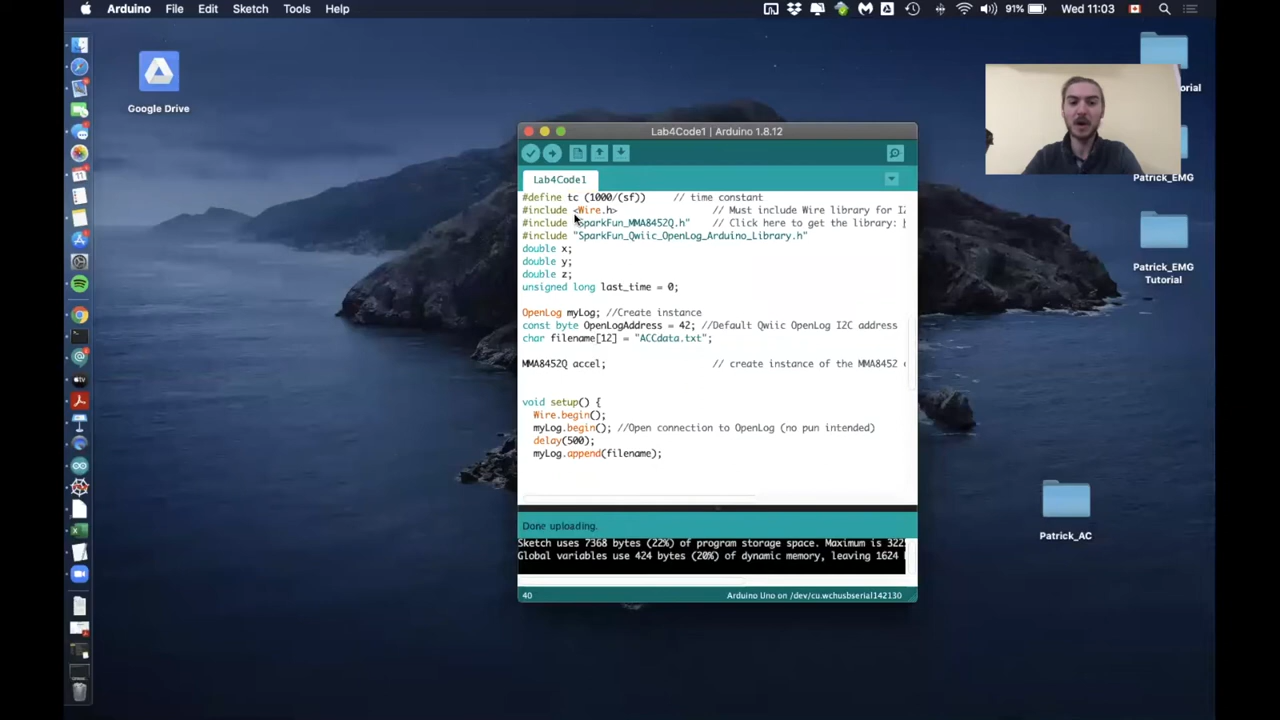 Arduino File Edit Sketch Tools Help
91% Wed 11:03
Google Drive
orial
Patrick_EMG
Patrick_EMG
Tutorial
Patrick_AC
Lab4Code1 | Arduino 1.8.12
Lab4Code1
#define tc (1000/(sf)) // time constant
#include <Wire.h> // Must include Wire library for I2
#include "SparkFun_MMA8452Q.h" // Click here to get the library: h
#include "SparkFun_Qwiic_OpenLog_Arduino_Library.h"
double x;
double y;
double z;
unsigned long last_time = 0;
OpenLog myLog; //Create instance
const byte OpenLogAddress = 42; //Default Qwiic OpenLog I2C address
char filename[12] = "ACCdata.txt";
MMA8452Q accel; // create instance of the MMA8452
void setup() {
Wire.begin();
myLog.begin(); //Open connection to OpenLog (no pun intended)
delay(500);
myLog.append(filename);
Done uploading.
Sketch uses 7368 bytes (22%) of program storage space. Maximum is 322
Global variables use 424 bytes (20%) of dynamic memory, leaving 1624
40
Arduino Uno on /dev/cu.wchusbserial142130